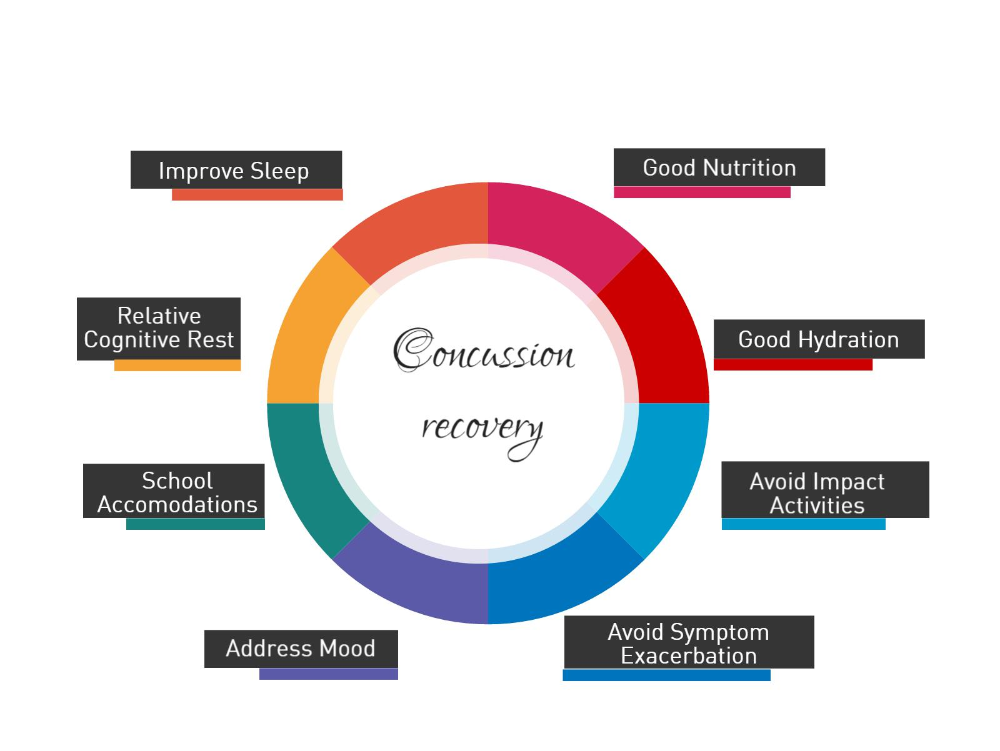 Improve Sleep
Good Nutrition
Relative
Cognitive Rest
Good Hydration
Concussion
recovery
School
Accomodations
Avoid Impact
Activities
Address Mood
Avoid Symptom
Exacerbation